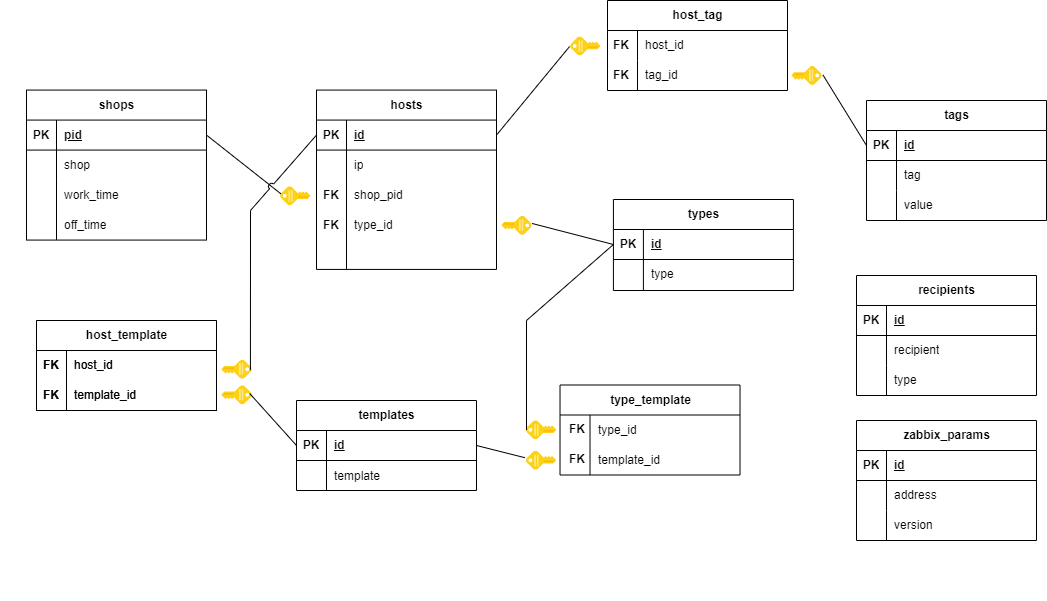 host_tag
FK host_id
FK tag_id
shops
PK pid
shop
work_time
off_time
hosts
PK id
ip
FK shop_pid
FK type_id
tags
PK id
tag
value
types
PK id
type
recipients
PK id
recipient
type
host_template
FK host_id
FK template_id
templates
PK id
template
type_template
FK type_id
FK template_id
zabbix_params
PK id
address
version